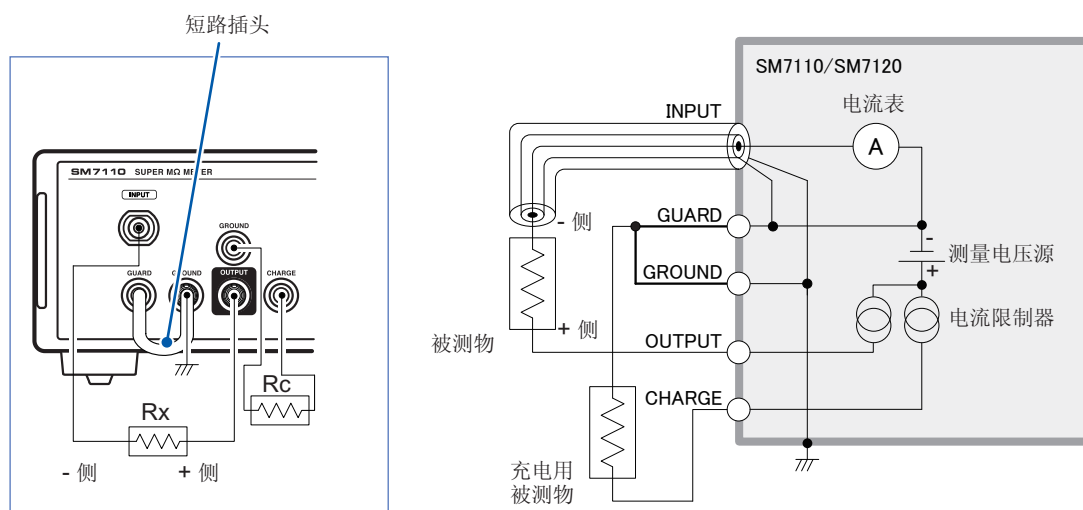 短路插头
SM7110 SUPER MΩ METER
INPUT
GROUND
GUARD
GROUND
OUTPUT
CHARGE
Rc
Rx
- 侧
+ 侧
SM7110/SM7120
电流表
INPUT
A
- 侧
GUARD
-
测量电压源
+
GROUND
电流限制器
+ 侧
被测物
OUTPUT
CHARGE
充电用
被测物